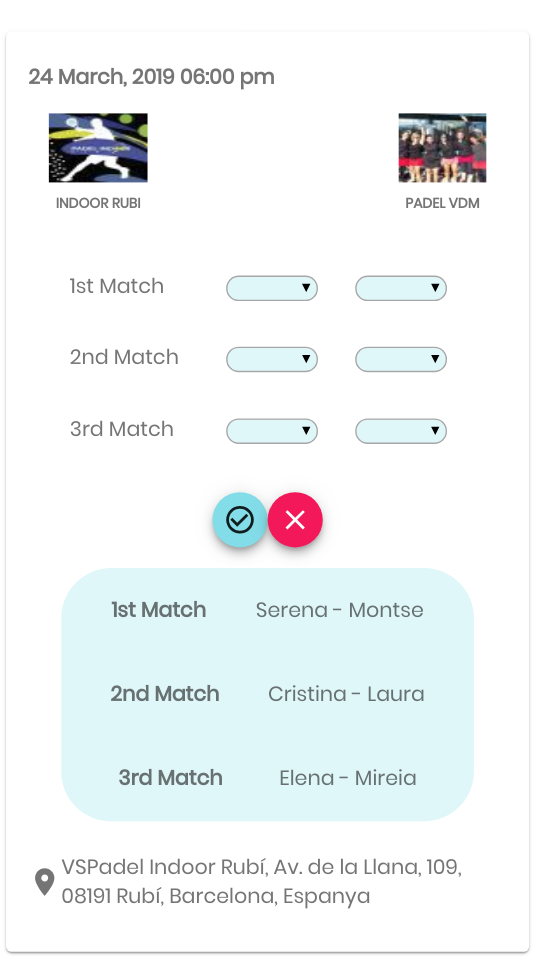 24 March, 2019 06:00 pm
PADEL INDOOR
INDOOR RUBI PADEL VDM
1st Match
2nd Match
3rd Match
1st Match Serena - Montse
2nd Match Cristina - Laura
3rd Match Elena - Mireia
VSPadel Indoor Rubí, Av. de la Llana, 109,
08191 Rubí, Barcelona, Espanya